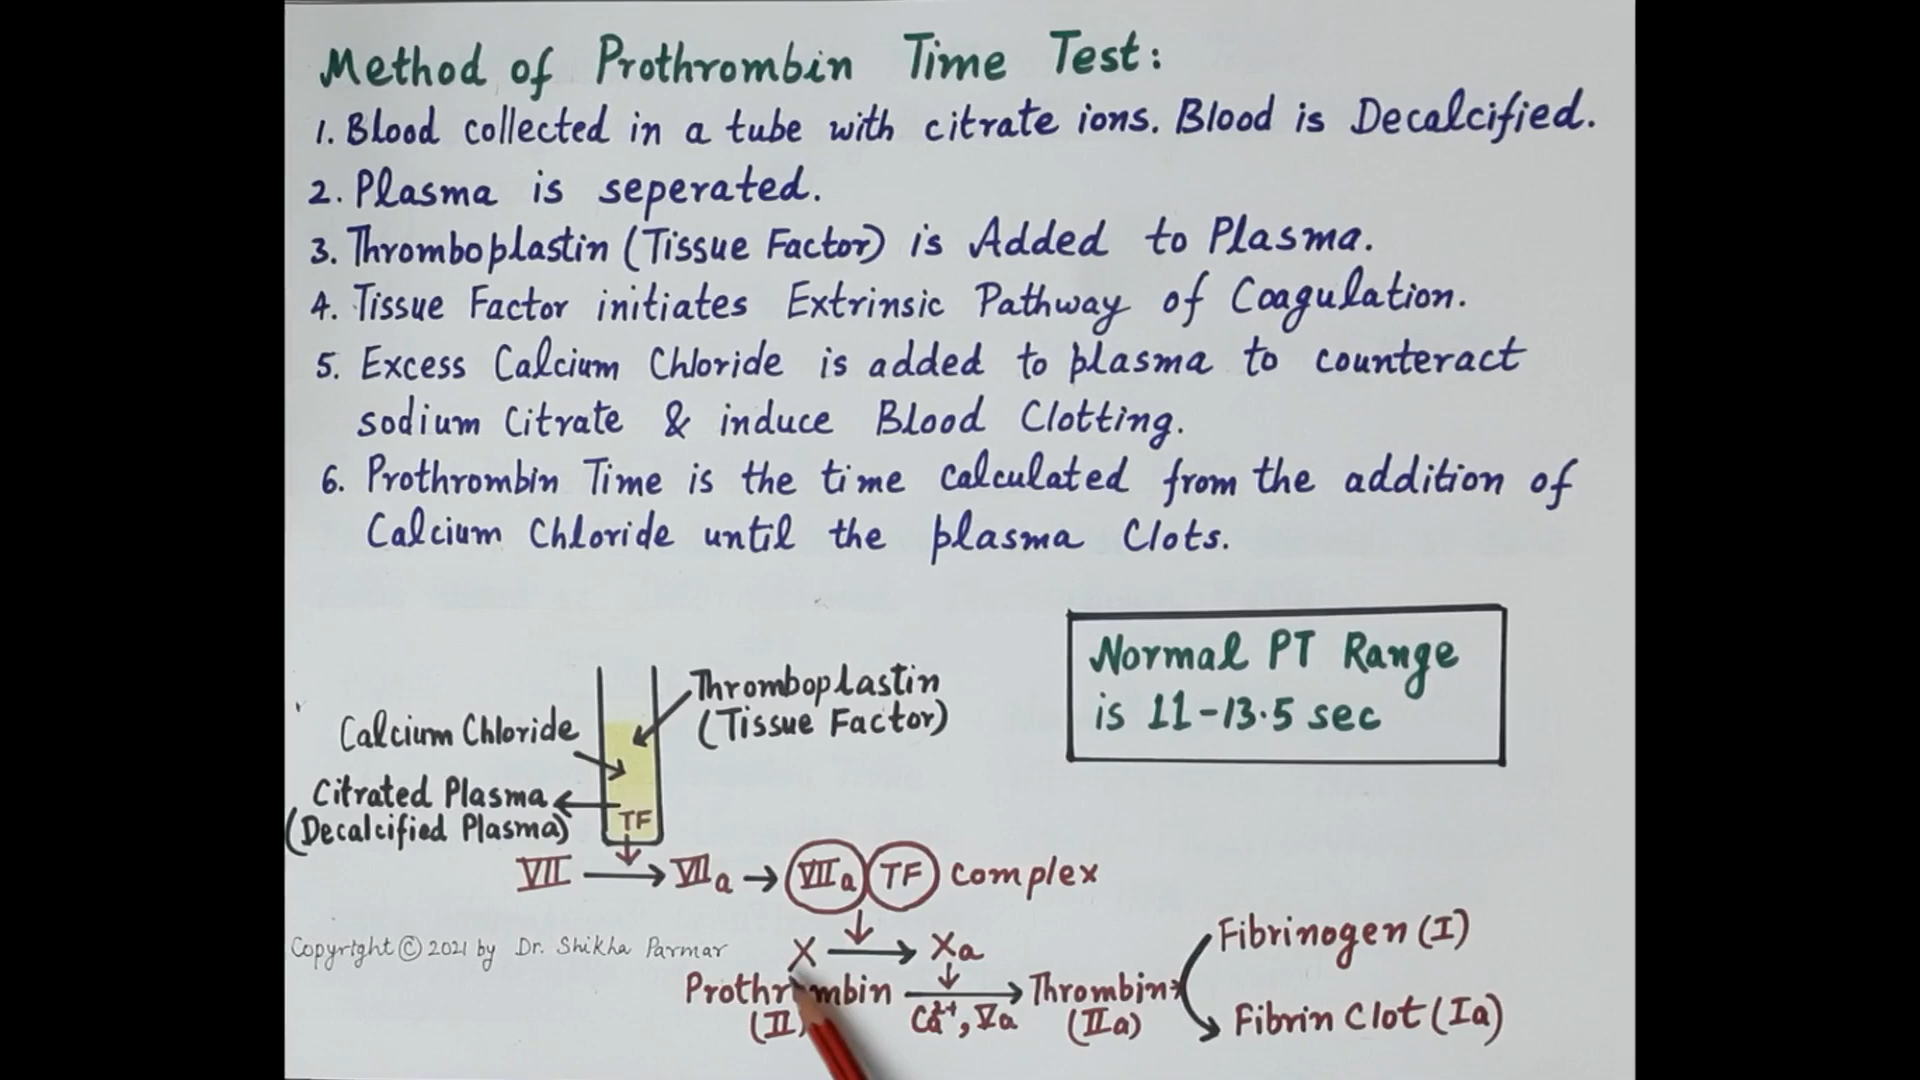 Method of Prothrombin Time Test:
1. Blood collected in a tube with citrate ions. Blood is Decalcified.
2. Plasma is seperated.
3. Thromboplastin (Tissue Factor) is Added to Plasma.
4. Tissue Factor initiates Extrinsic Pathway of Coagulation.
5. Excess Calcium Chloride is added to plasma to counteract
sodium Citrate & induce Blood Clotting.
6. Prothrombin Time is the time calculated from the addition of
Calcium Chloride until the plasma Clots.
Normal PT Range
is 11-13.5 sec
Thromboplastin
(Tissue Factor)
Calcium Chloride
Citrated Plasma
(Decalcified Plasma)
TF
VII → VIIa → VIIa TF Complex
Copyright © 2021 by Dr. Shikha Parmar
X → Xa
Prothrombin → Thrombin
(II) Ca2+, Va (IIa)
Fibrinogen (I)
Fibrin Clot (Ia)